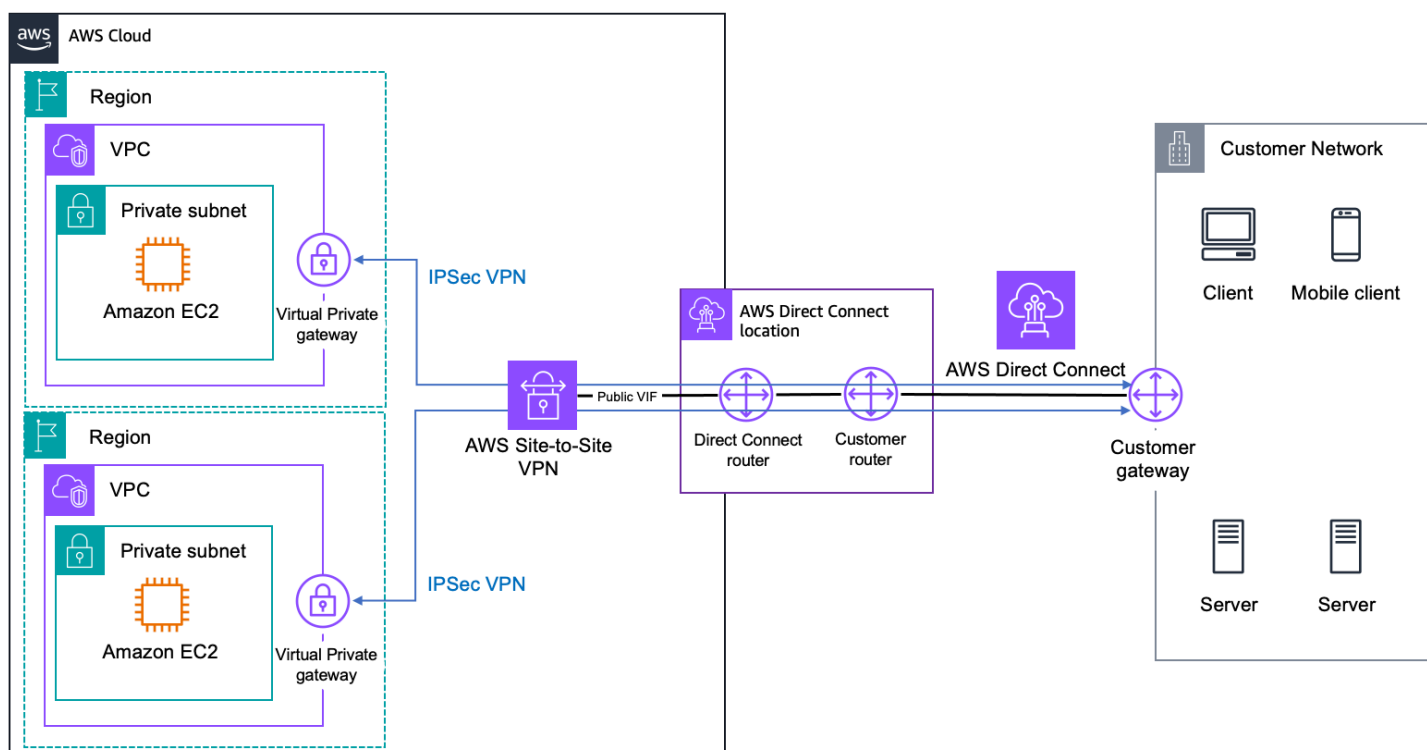 aws
AWS Cloud
Region
VPC
Private subnet
Amazon EC2
Virtual Private
gateway
IPSec VPN
Region
VPC
Private subnet
Amazon EC2
Virtual Private
gateway
IPSec VPN
AWS Site-to-Site
VPN
Public VIF
AWS Direct Connect
location
Direct Connect
router
Customer
router
AWS Direct Connect
Customer
gateway
Customer Network
Client
Mobile client
Server
Server